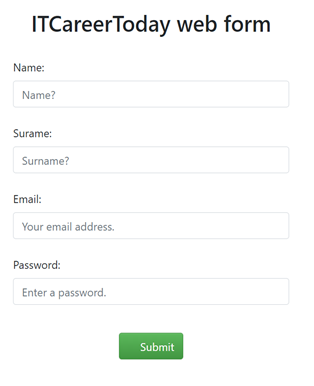 ITCareerToday web form
Name:
Name?
Surame:
Surname?
Email:
Your email address.
Password:
Enter a password.
Submit